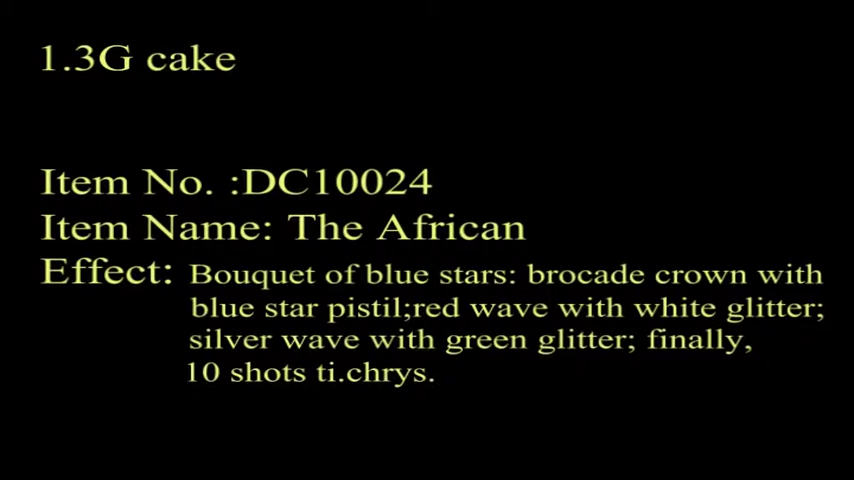 1.3G cake
Item No. :DC10024
Item Name: The African
Effect: Bouquet of blue stars: brocade crown with
blue star pistil;red wave with white glitter;
silver wave with green glitter; finally,
10 shots ti.chrys.